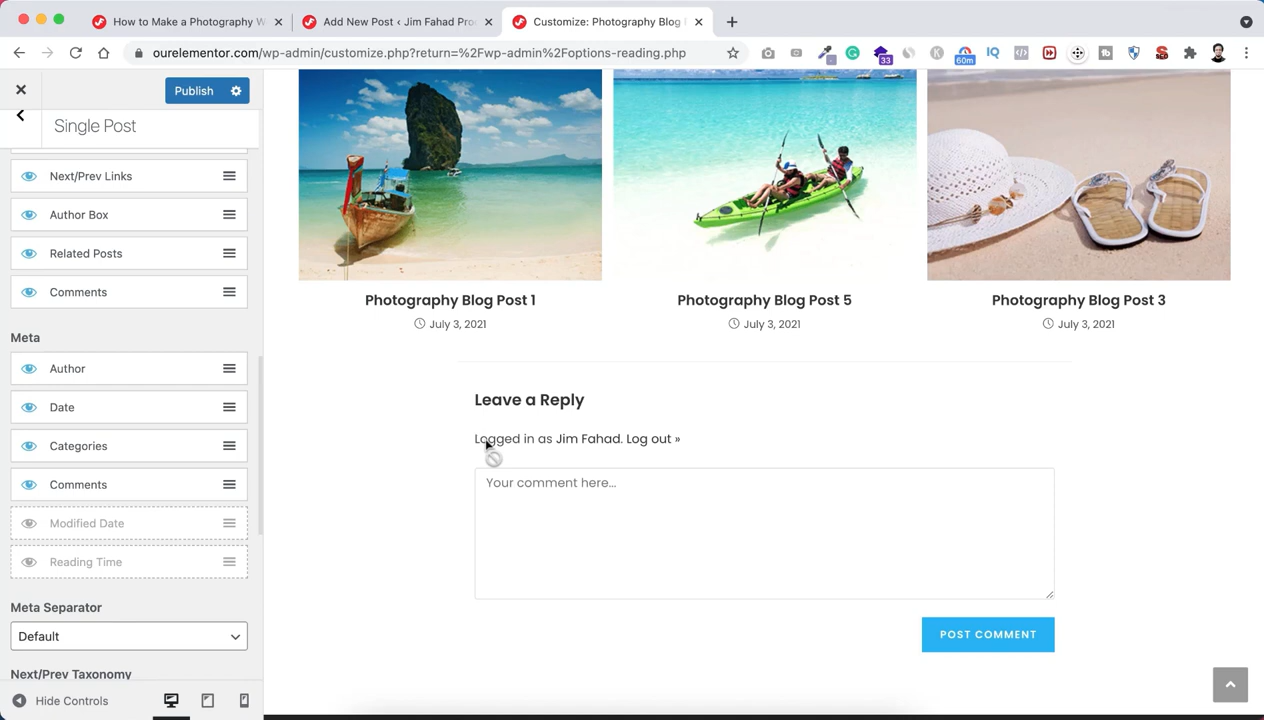 How to Make a Photography W
Add New Post ‹ Jim Fahad Pro
Customize: Photography Blog
ourelementor.com/wp-admin/customize.php?return=%2Fwp-admin%2Foptions-reading.php
33
60m
IQ
Publish
Single Post
Next/Prev Links
Author Box
Related Posts
Comments
Meta
Author
Date
Categories
Comments
Modified Date
Reading Time
Meta Separator
Default
Next/Prev Taxonomy
Hide Controls
Photography Blog Post 1
July 3, 2021
Photography Blog Post 5
July 3, 2021
Photography Blog Post 3
July 3, 2021
Leave a Reply
Logged in as Jim Fahad. Log out »
Your comment here...
POST COMMENT